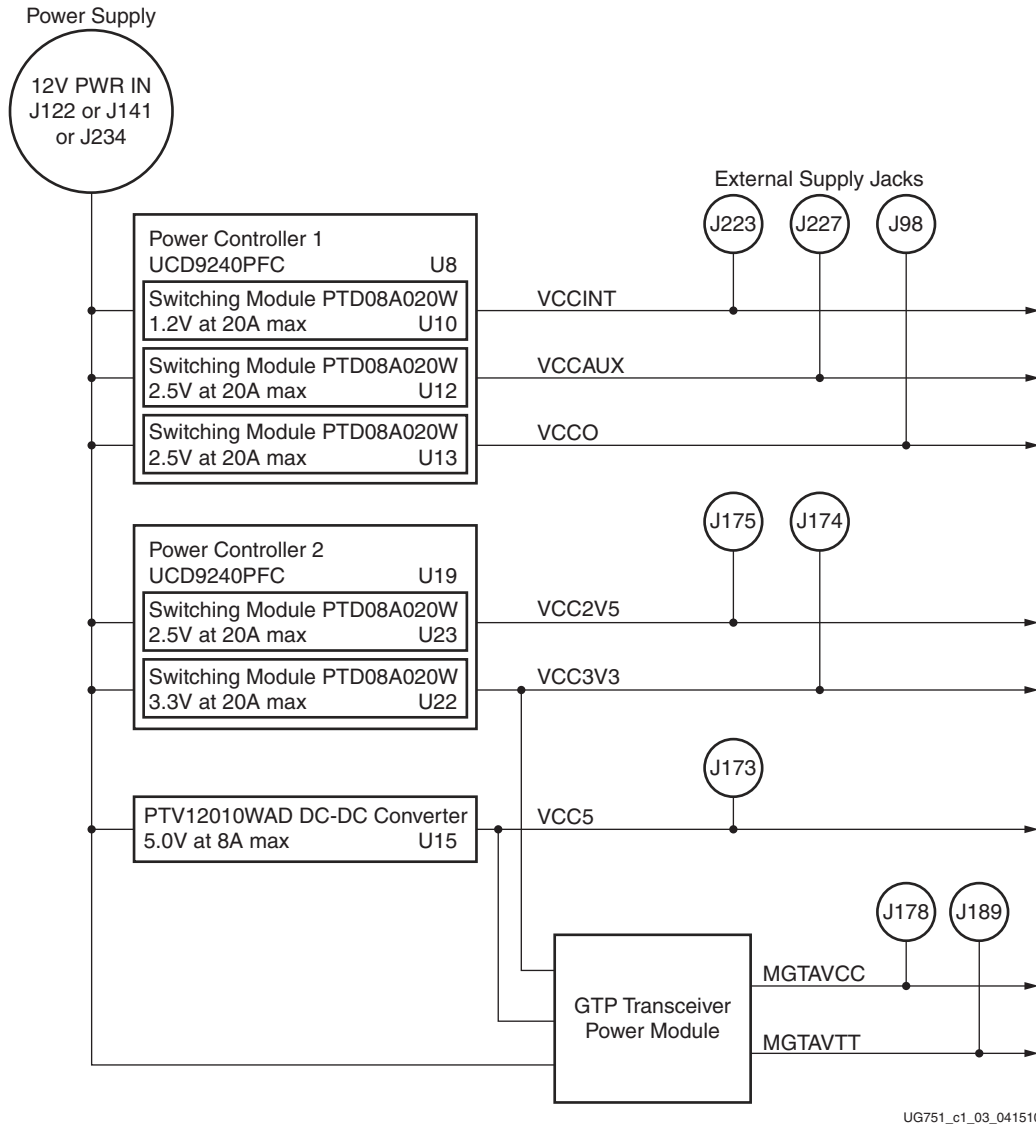 Power Supply
12V PWR IN
J122 or J141
or J234
External Supply Jacks
J223
J227
J98
Power Controller 1
UCD9240PFC U8
Switching Module PTD08A020W
1.2V at 20A max U10
VCCINT
Switching Module PTD08A020W
2.5V at 20A max U12
VCCAUX
Switching Module PTD08A020W
2.5V at 20A max U13
VCCO
J175
J174
Power Controller 2
UCD9240PFC U19
Switching Module PTD08A020W
2.5V at 20A max U23
VCC2V5
Switching Module PTD08A020W
3.3V at 20A max U22
VCC3V3
J173
PTV12010WAD DC-DC Converter
5.0V at 8A max U15
VCC5
J178
J189
GTP Transceiver
Power Module
MGTAVCC
MGTAVTT
UG751_c1_03_041510